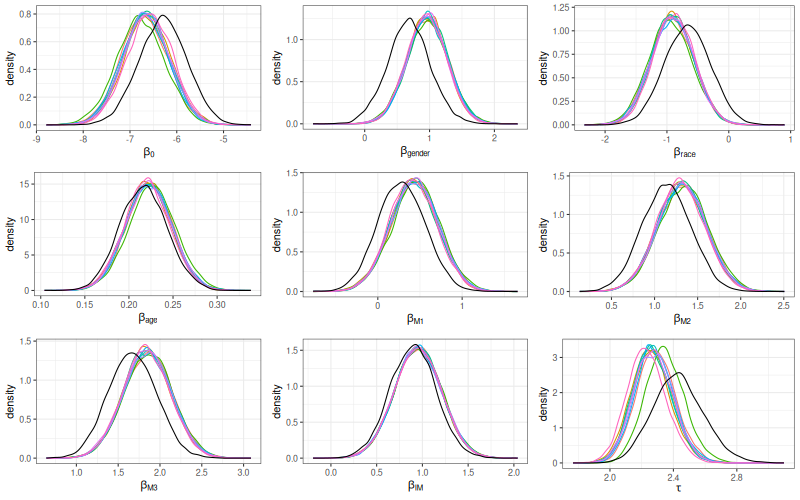 0.8
0.6
0.4
0.2
0.0
density
-9 -8 -7 -6 -5
β0
1.0
0.5
0.0
density
0 1 2
βgender
1.25
1.00
0.75
0.50
0.25
0.00
density
-2 -1 0 1
βrace
15
10
5
0
density
0.10 0.15 0.20 0.25 0.30
βage
1.5
1.0
0.5
0.0
density
0 1
βM1
1.5
1.0
0.5
0.0
density
0.5 1.0 1.5 2.0 2.5
βM2
1.5
1.0
0.5
0.0
density
1.0 1.5 2.0 2.5 3.0
βM3
1.5
1.0
0.5
0.0
density
0.0 0.5 1.0 1.5 2.0
βIM
3
2
1
0
density
2.0 2.4 2.8
τ